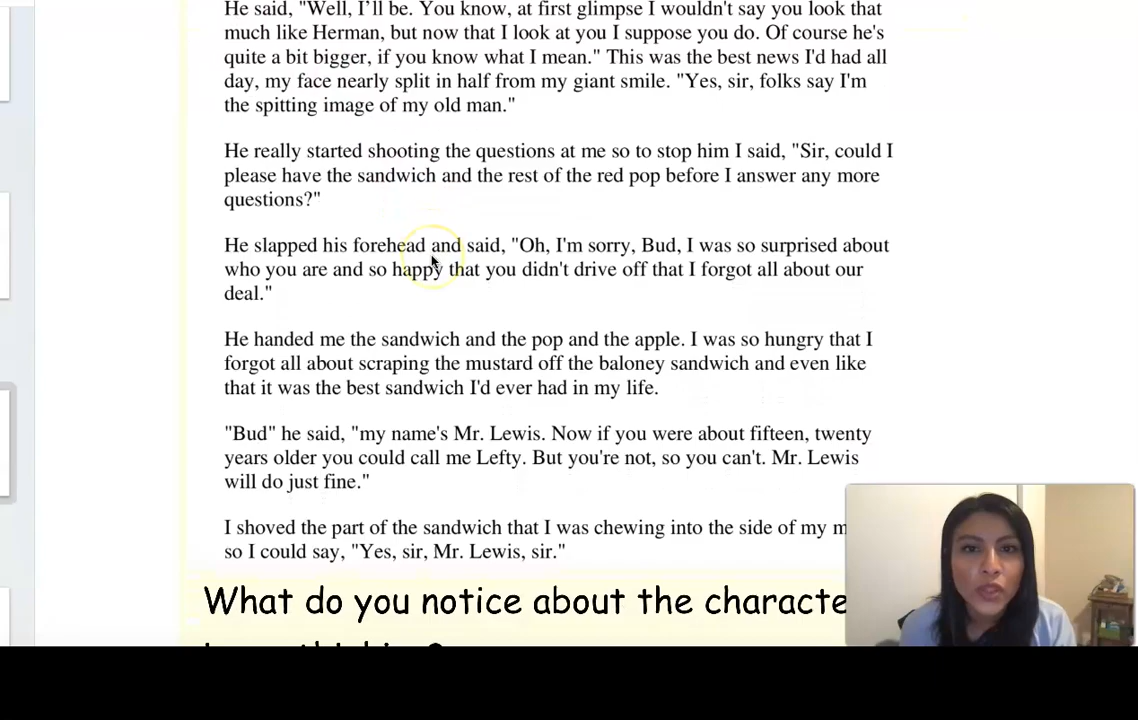 He said, "Well, I'll be. You know, at first glimpse I wouldn't say you look that
much like Herman, but now that I look at you I suppose you do. Of course he's
quite a bit bigger, if you know what I mean." This was the best news I'd had all
day, my face nearly split in half from my giant smile. "Yes, sir, folks say I'm
the spitting image of my old man."
He really started shooting the questions at me so to stop him I said, "Sir, could I
please have the sandwich and the rest of the red pop before I answer any more
questions?"
He slapped his forehead and said, "Oh, I'm sorry, Bud, I was so surprised about
who you are and so happy that you didn't drive off that I forgot all about our
deal."
He handed me the sandwich and the pop and the apple. I was so hungry that I
forgot all about scraping the mustard off the baloney sandwich and even like
that it was the best sandwich I'd ever had in my life.
"Bud" he said, "my name's Mr. Lewis. Now if you were about fifteen, twenty
years older you could call me Lefty. But you're not, so you can't. Mr. Lewis
will do just fine."
I shoved the part of the sandwich that I was chewing into the side of my m
so I could say, "Yes, sir, Mr. Lewis, sir."
What do you notice about the characte